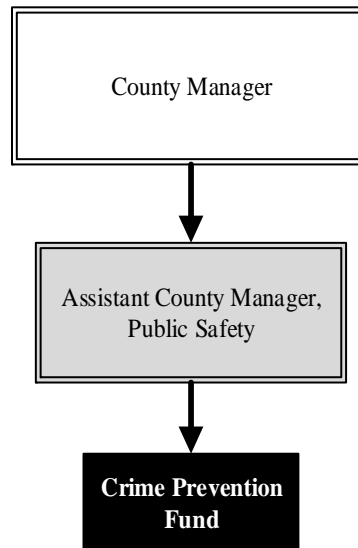 County Manager
Assistant County Manager,
Public Safety
Crime Prevention
Fund